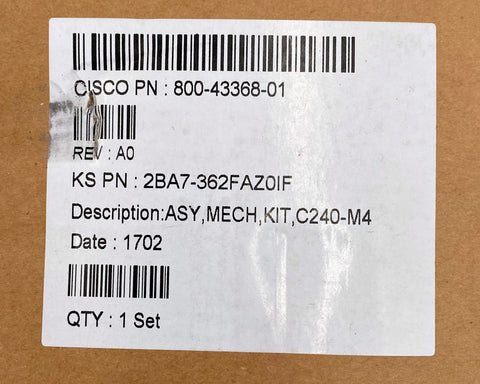 CISCO PN : 800-43368-01
REV : A0
KS PN : 2BA7-362FAZ0IF
Description:ASY,MECH,KIT,C240-M4
Date : 1702
QTY : 1 Set